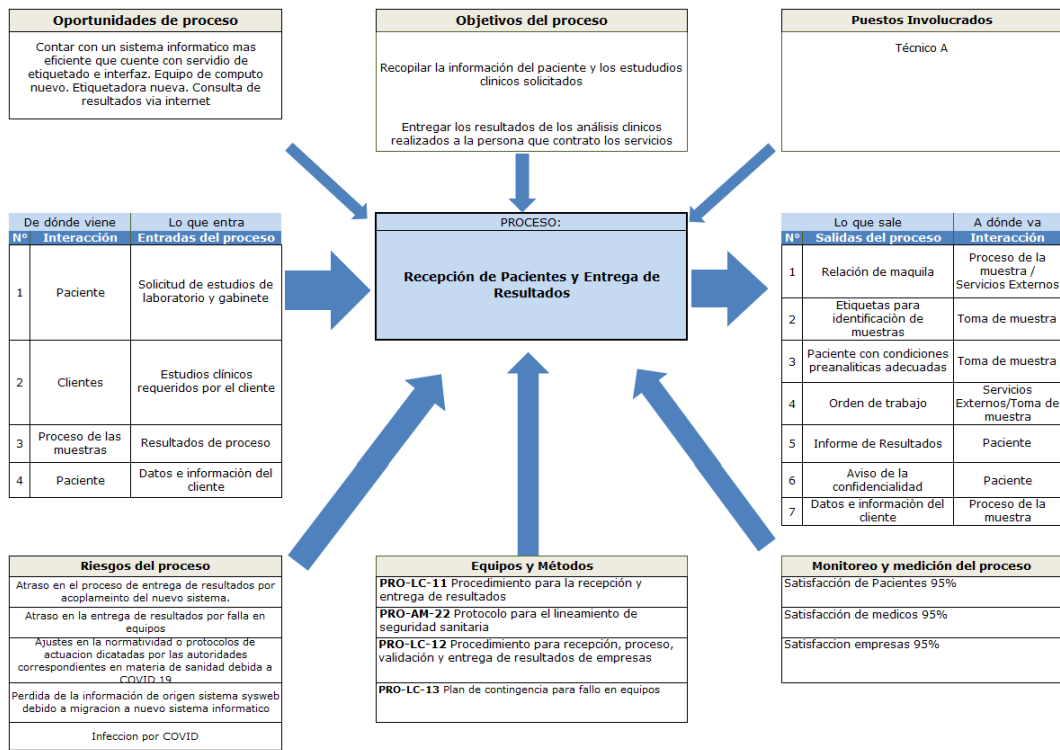 Oportunidades de proceso
Contar con un sistema informatico mas
eficiente que cuente con servidio de
etiquetado e interfaz. Equipo de computo
nuevo. Etiquetadora nueva. Consulta de
resultados via internet
Objetivos del proceso
Recopilar la información del paciente y los estududios
clinicos solicitados
Entregar los resultados de los análisis clinicos
realizados a la persona que contrato los servicios
Puestos Involucrados
Técnico A
De dónde viene
Lo que entra
Nº
Interacción
Entradas del proceso
1
Paciente
Solicitud de estudios de
laboratorio y gabinete
2
Clientes
Estudios clínicos
requeridos por el cliente
3
Proceso de las
muestras
Resultados de proceso
4
Paciente
Datos e informaciòn del
cliente
PROCESO:
Recepción de Pacientes y Entrega de
Resultados
Lo que sale
A dónde va
Nº
Salidas del proceso
Interacción
1
Relación de maquila
Proceso de la
muestra /
Servicios Externos
2
Etiquetas para
identificaciòn de
muestras
Toma de muestra
3
Paciente con condiciones
preanaliticas adecuadas
Toma de muestra
4
Orden de trabajo
Servicios
Externos/Toma de
muestra
5
Informe de Resultados
Paciente
6
Aviso de la
confidencialidad
Paciente
7
Datos e informaciòn del
cliente
Proceso de la
muestra
Riesgos del proceso
Atraso en el proceso de entrega de resultados por
acoplameinto del nuevo sistema.
Atraso en la entrega de resultados por falla en
equipos
Ajustes en la normatividad o protocolos de
actuacion dicatadas por las autoridades
correspondientes en materia de sanidad debida a
COVID 19
Perdida de la información de origen sistema sysweb
debido a migracion a nuevo sistema informatico
Infeccion por COVID
Equipos y Métodos
PRO-LC-11 Procedimiento para la recepción y
entrega de resultados
PRO-AM-22 Protocolo para el lineamiento de
seguridad sanitaria
PRO-LC-12 Procedimiento para recepción, proceso,
validación y entrega de resultados de empresas
PRO-LC-13 Plan de contingencia para fallo en equipos
Monitoreo y medición del proceso
Satisfacción de Pacientes 95%
Satisfacción de medicos 95%
Satisfaccion empresas 95%